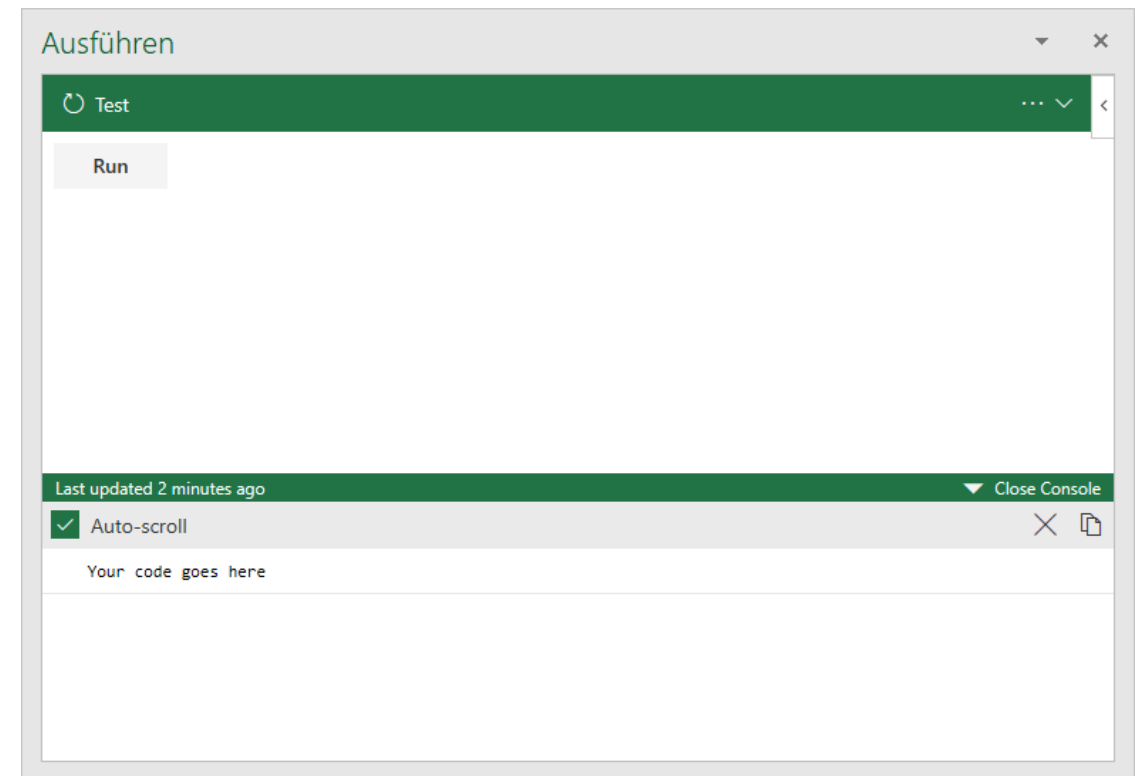 Ausführen
Test
Run
Last updated 2 minutes ago Close Console
Auto-scroll
Your code goes here